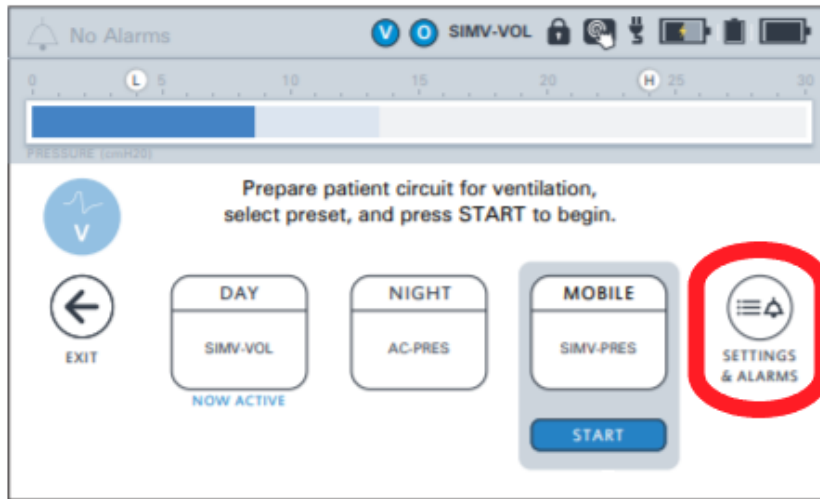 No Alarms
V O SIMV-VOL
0 L 5 10 15 20 H 25 30
PRESSURE (cmH20)
V
Prepare patient circuit for ventilation,
select preset, and press START to begin.
EXIT
DAY
SIMV-VOL
NOW ACTIVE
NIGHT
AC-PRES
MOBILE
SIMV-PRES
START
SETTINGS
& ALARMS